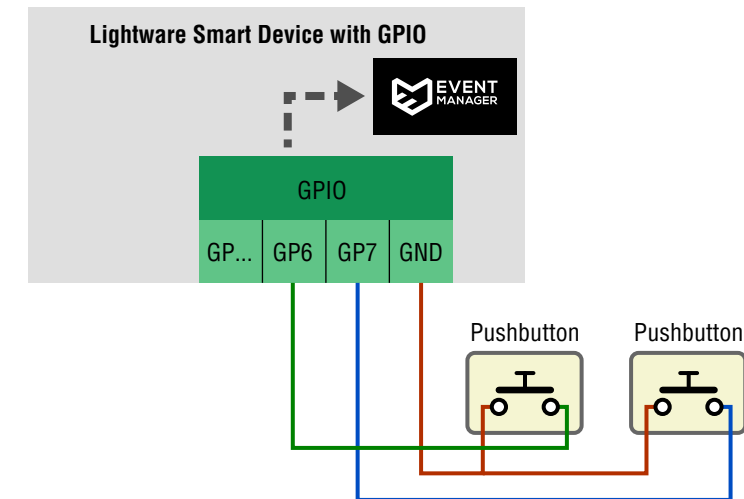 Lightware Smart Device with GPIO
EVENT
MANAGER
GPIO
GP... GP6 GP7 GND
Pushbutton Pushbutton